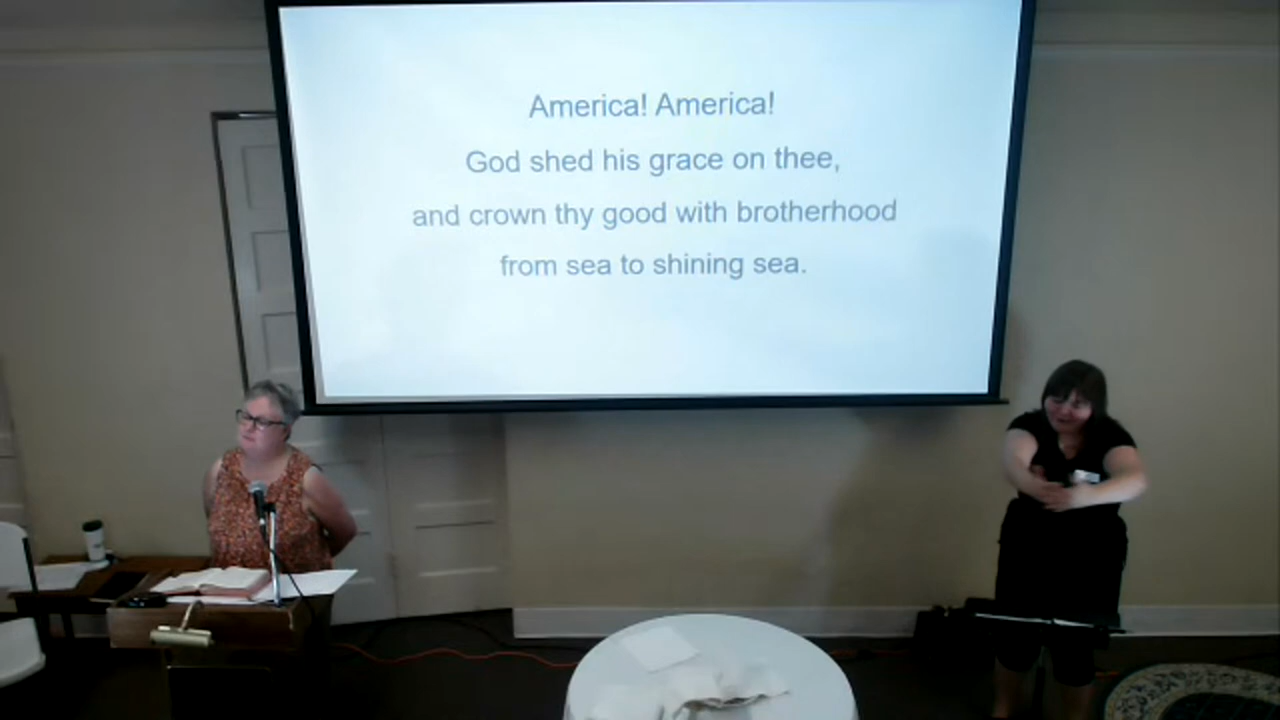 America! America!
God shed his grace on thee,
and crown thy good with brotherhood
from sea to shining sea.